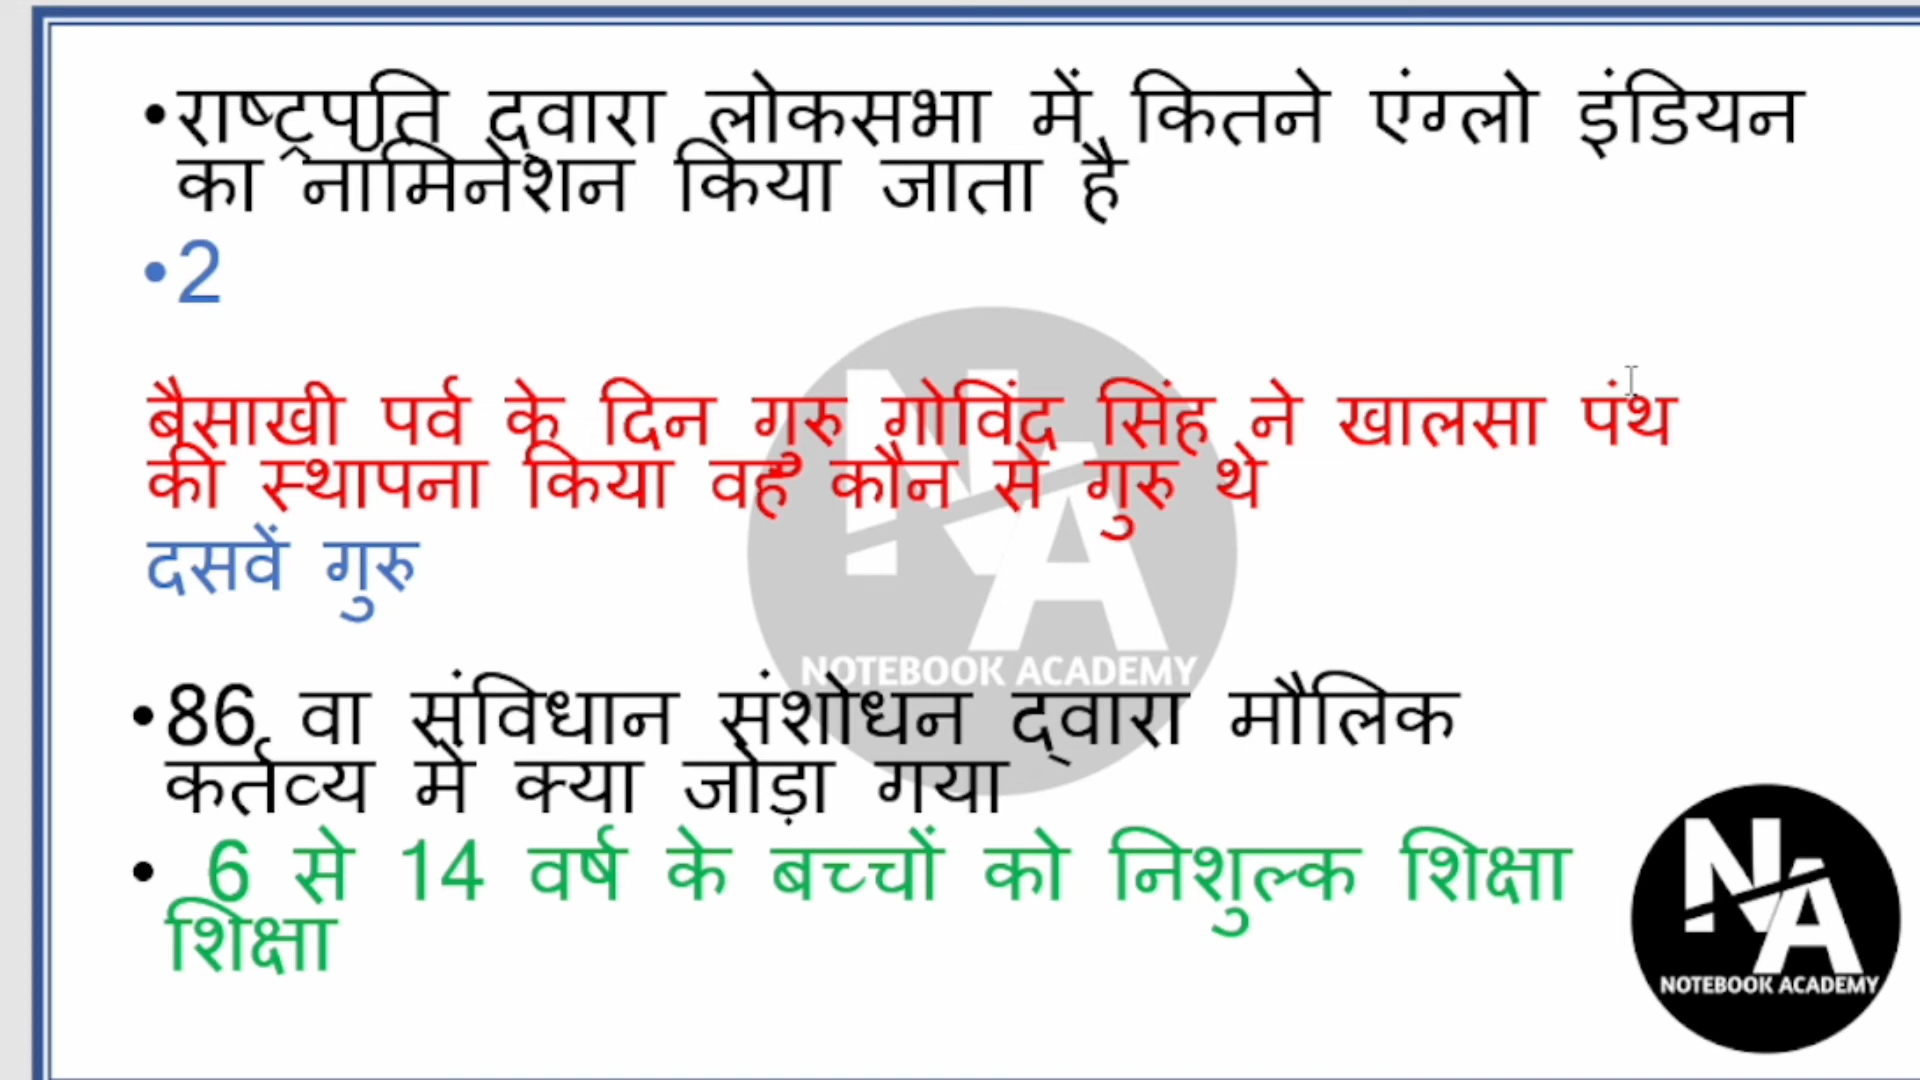 •राष्ट्रपति द्वारा लोकसभा में कितने एंग्लो इंडियन
का नामिनेशन किया जाता है
•2
बैसाखी पर्व के दिन गुरु गोविंद सिंह ने खालसा पंथ
की स्थापना किया वह कौन से गुरु थे
दसवें गुरु
NOTEBOOK ACADEMY
•86 वा संविधान संशोधन द्वारा मौलिक
कर्तव्य में क्या जोड़ा गया
• 6 से 14 वर्ष के बच्चों को निशुल्क शिक्षा
शिक्षा
NA
NOTEBOOK ACADEMY